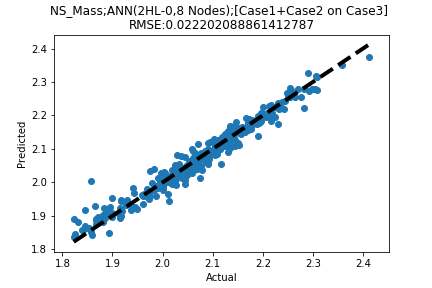 NS_Mass;ANN(2HL-0,8 Nodes);[Case1+Case2 on Case3]
RMSE:0.022202088861412787
2.4
2.3
2.2
2.1
2.0
1.9
1.8
Predicted
1.8 1.9 2.0 2.1 2.2 2.3 2.4
Actual